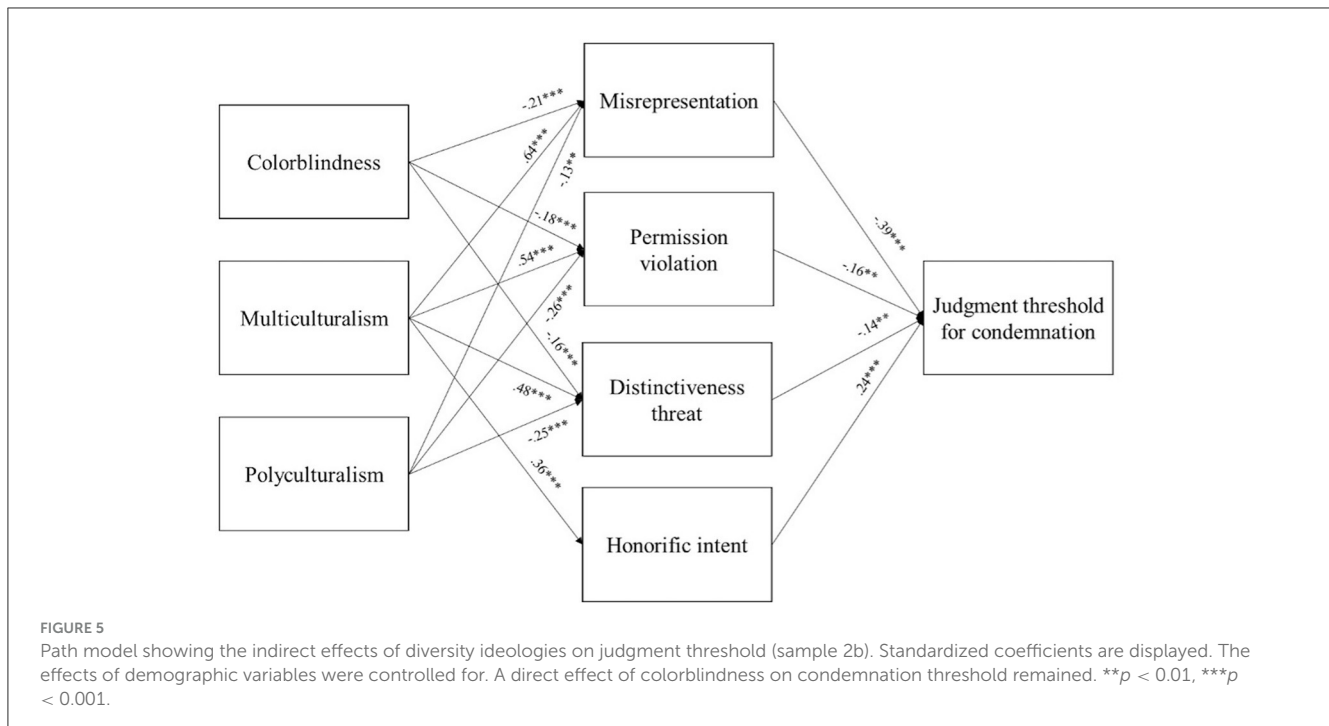 Colorblindness
Multiculturalism
Polyculturalism
-.21***
.64***
-.13**
-.18***
.54***
-.26***
-.16***
.48***
-.25***
.36***
Misrepresentation
Permission
violation
Distinctiveness
threat
Honorific intent
-.39***
-.16**
-.14**
.24***
Judgment threshold
for condemnation
FIGURE 5
Path model showing the indirect effects of diversity ideologies on judgment threshold (sample 2b). Standardized coefficients are displayed. The
effects of demographic variables were controlled for. A direct effect of colorblindness on condemnation threshold remained. **p < 0.01, ***p
< 0.001.